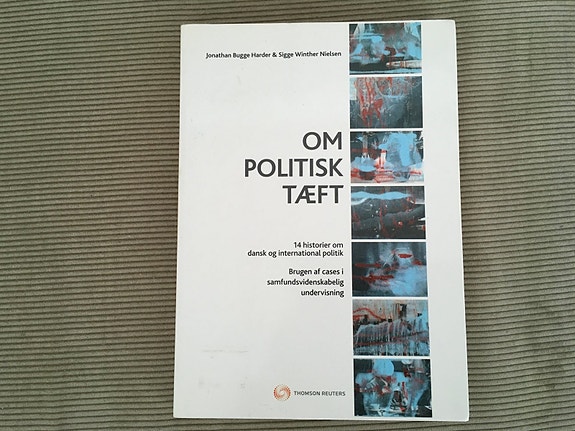 Jonathan Bugge Harder & Sigge Winther Nielsen
OM
POLITISK
TÆFT
14 historier om
dansk og international politik
Brugen af cases i
samfundsvidenskabelig
undervisning
THOMSON REUTERS